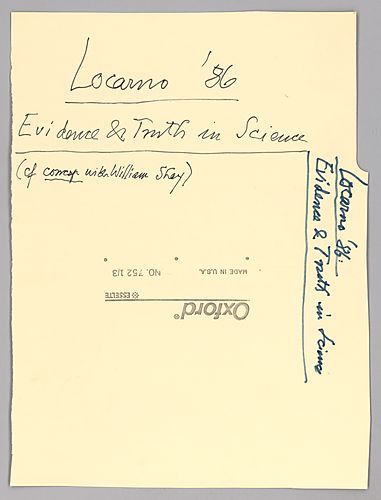 Locarno '86
Evidence & Truth in Science
(cf corresp with William Shea)
Locarno '86:
Evidence & Truth in Science
MADE IN U.S.A. NO. 752 1/3
ESSELTE
Oxford®